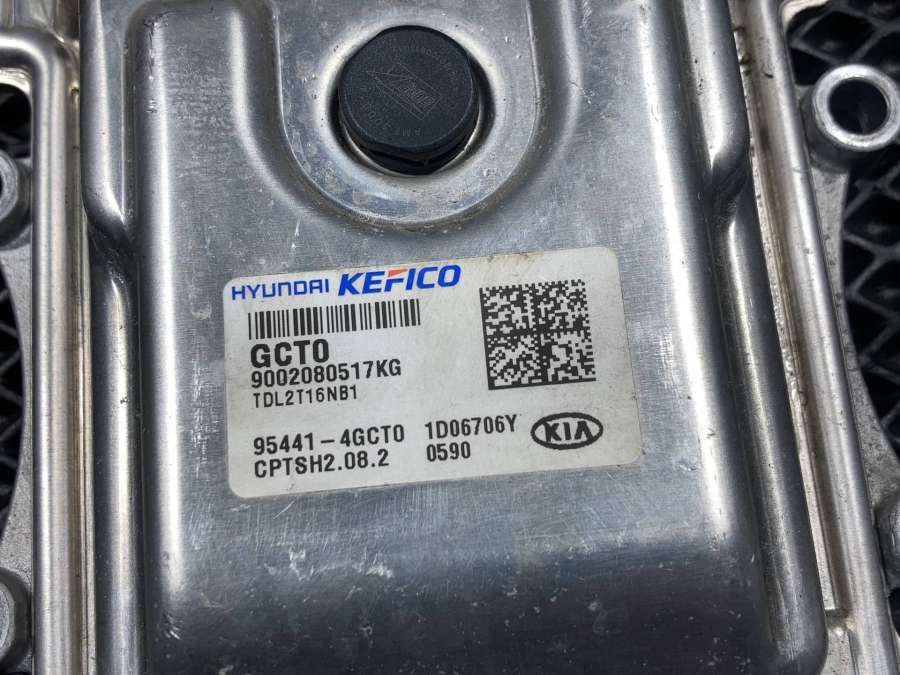 HYUNDAI KEFICO
GCT0
9002080517KG
TDL2T16NB1
95441-4GCT0 1D06706Y
CPTSH2.08.2 0590
KIA